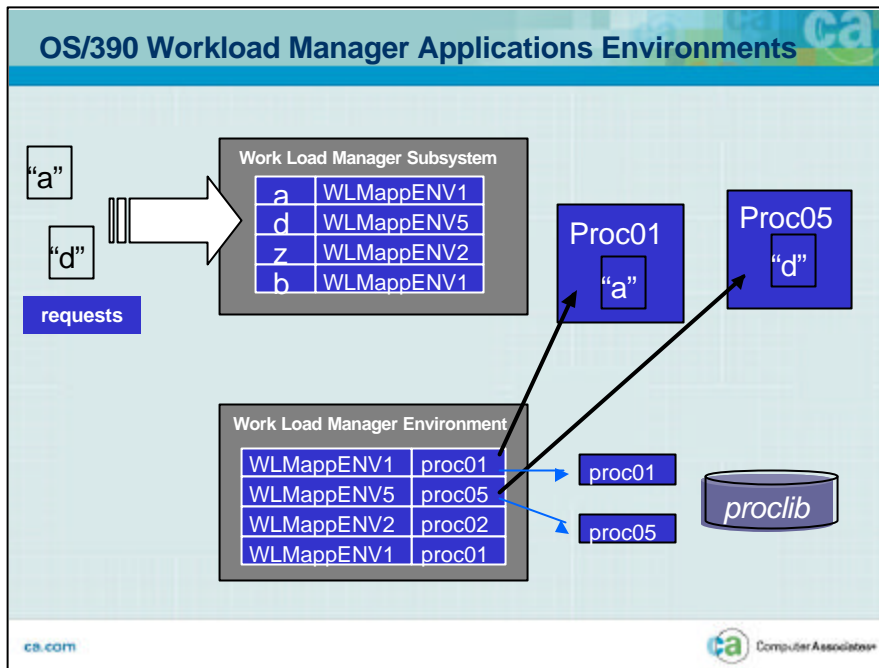 OS/390 Workload Manager Applications Environments
ca
“a”
“d”
requests
Work Load Manager Subsystem
a WLMappENV1
d WLMappENV5
z WLMappENV2
b WLMappENV1
Proc01
“a”
Proc05
“d”
Work Load Manager Environment
WLMappENV1 proc01
WLMappENV5 proc05
WLMappENV2 proc02
WLMappENV1 proc01
proc01
proc05
proclib
ca.com
ca Computer Associates